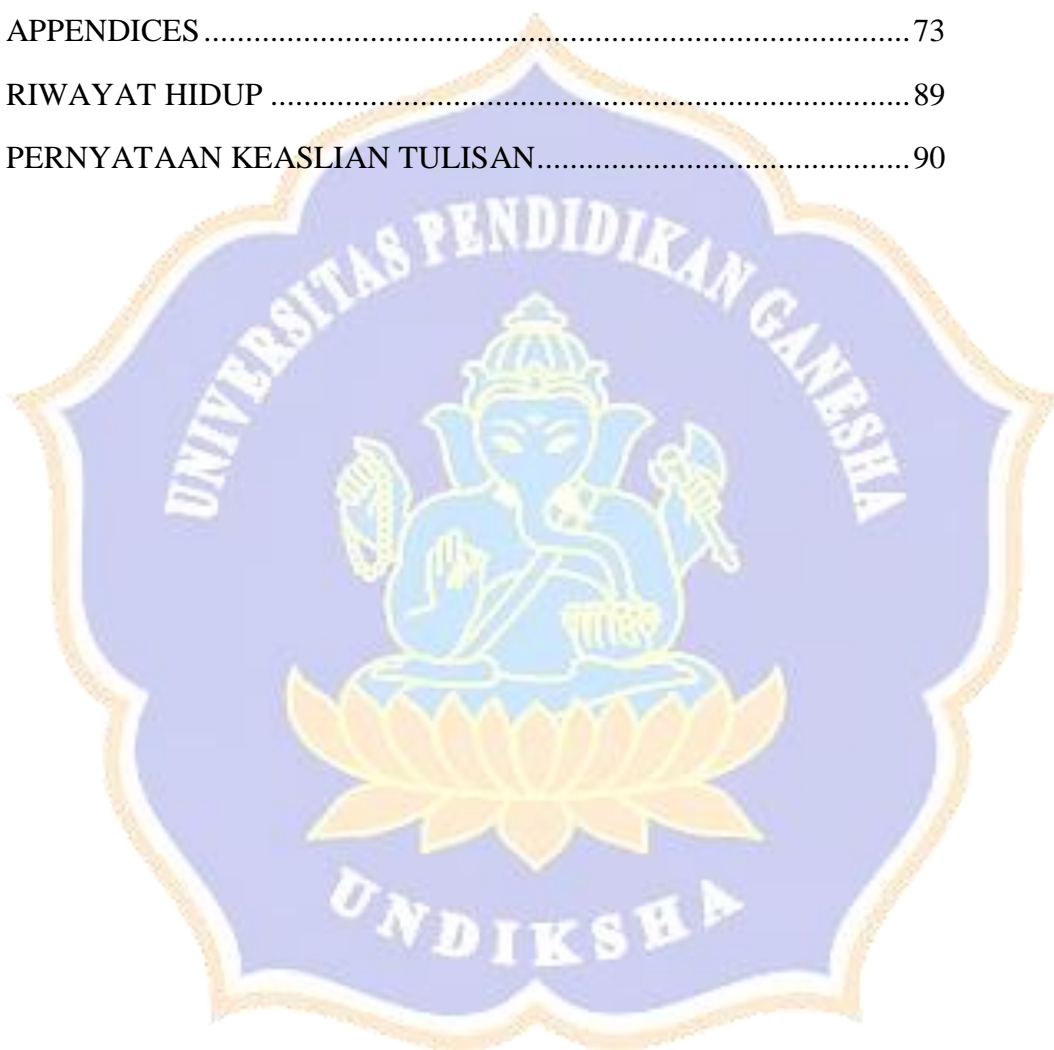 APPENDICES ........................................................................................ 73
RIWAYAT HIDUP ................................................................................ 89
PERNYATAAN KEASLIAN TULISAN.............................................. 90
UNIVERSITAS PENDIDIKAN GANESHA
UNDIKSHA